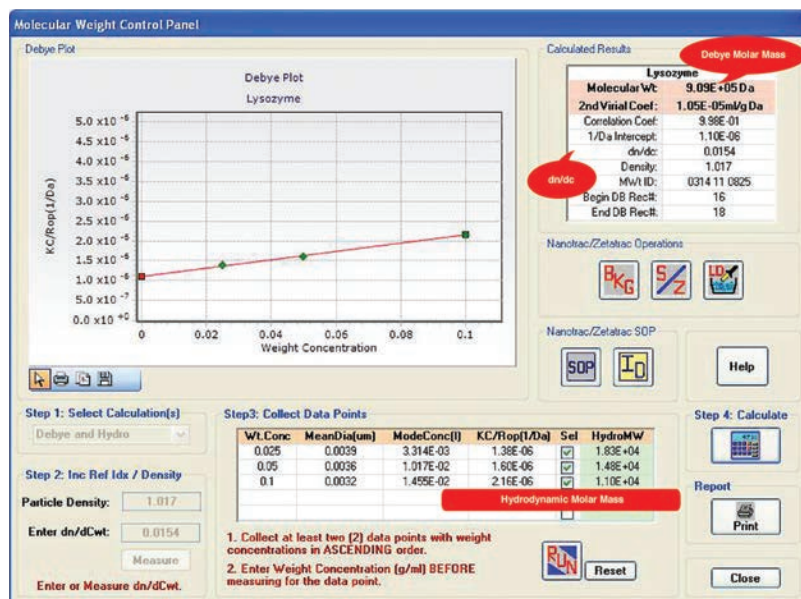 Molecular Weight Control Panel
Debye Plot
Debye Plot
Lysozyme
KC/Rop(1/Da)
5.0 x10 -6
4.5 x10 -6
4.0 x10 -6
3.5 x10 -6
3.0 x10 -6
2.5 x10 -6
2.0 x10 -6
1.5 x10 -6
1.0 x10 -6
5.0 x10 -7
0.0 x10 +0
0 0.02 0.04 0.06 0.08 0.1
Weight Concentration
Calculated Results
Debye Molar Mass
Lysozyme
Molecular Wt: 9.09E+05 Da
2nd Virial Coef: 1.05E-05ml/g Da
Correlation Coef: 9.98E-01
1/Da Intercept: 1.10E-06
dn/dc: 0.0154
Density: 1.017
MWt ID: 0314 11 0825
Begin DB Rec#: 16
End DB Rec#: 18
dn/dc
Nanotrac/Zetatrac Operations
BKG S/Z LD
Nanotrac/Zetatrac SOP
SOP ID
Help
Step 1: Select Calculation(s)
Debye and Hydro
Step 2: Inc Ref Idx / Density
Particle Density: 1.017
Enter dn/dCwt: 0.0154
Measure
Enter or Measure dn/dCwt.
Step3: Collect Data Points
Wt.Conc MeanDia(um) ModeConc(I) KC/Rop(1/Da) Sel HydroMW
0.025 0.0039 3.314E-03 1.38E-06 1.83E+04
0.05 0.0036 1.017E-02 1.60E-06 1.48E+04
0.1 0.0032 1.455E-02 2.16E-06 1.10E+04
Hydrodynamic Molar Mass
1. Collect at least two (2) data points with weight
concentrations in ASCENDING order.
2. Enter Weight Concentration (g/ml) BEFORE
measuring for the data point.
RUN
Reset
Step 4: Calculate
Report
Print
Close